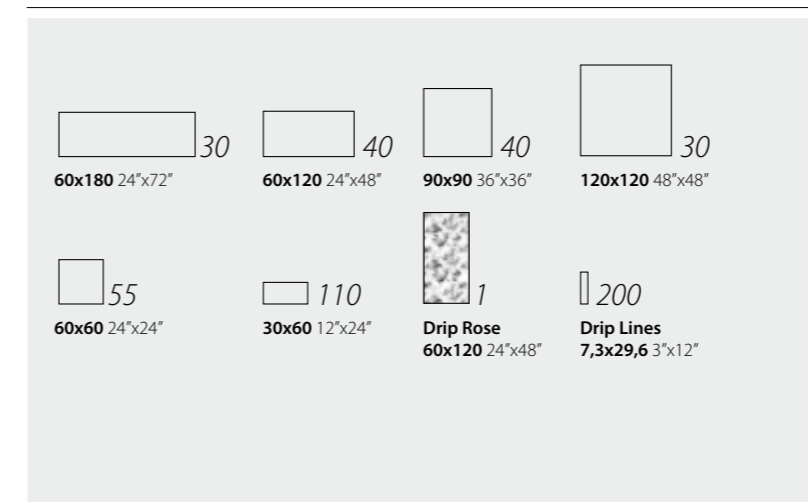 30
60x180 24"x72"
40
60x120 24"x48"
40
90x90 36"x36"
30
120x120 48"x48"
55
60x60 24"x24"
110
30x60 12"x24"
1
Drip Rose
60x120 24"x48"
200
Drip Lines
7,3x29,6 3"x12"